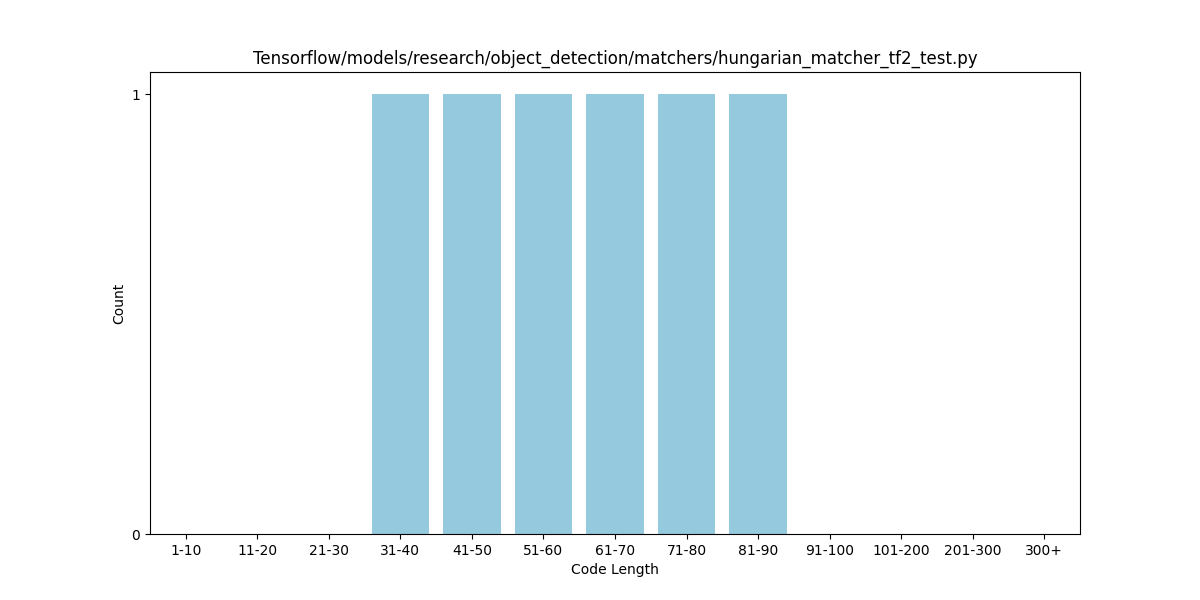 Tensorflow/models/research/object_detection/matchers/hungarian_matcher_tf2_test.py
1
Count
0
1-10 11-20 21-30 31-40 41-50 51-60 61-70 71-80 81-90 91-100 101-200 201-300 300+
Code Length